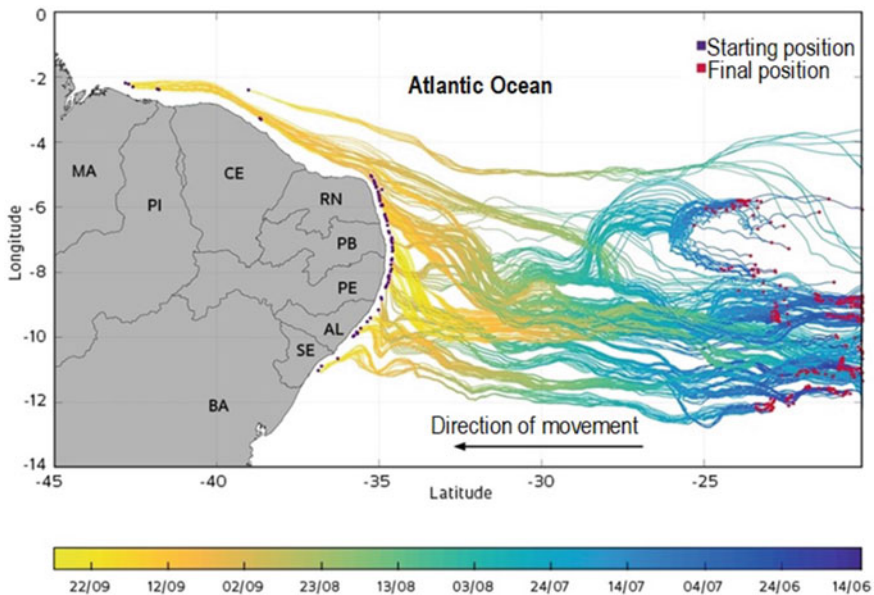 0
-2
-4
-6
-8
-10
-12
-14
Longitude
Starting position
Final position
Atlantic Ocean
MA
PI
CE
RN
PB
PE
AL
SE
BA
Direction of movement
-45
-40
-35
-30
-25
Latitude
22/09
12/09
02/09
23/08
13/08
03/08
24/07
14/07
04/07
24/06
14/06